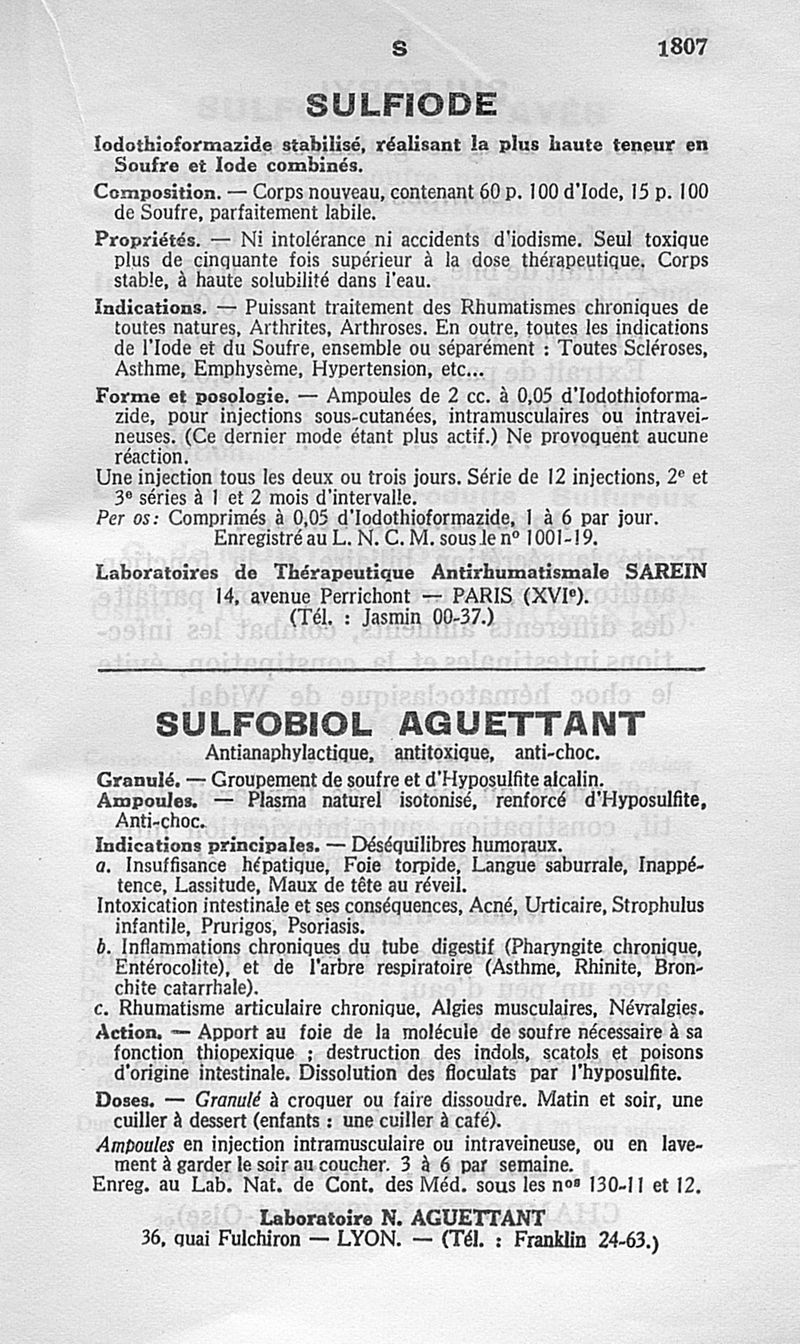 S 1807
SULFIODE
Iodothioformazide stabilisé, réalisant la plus haute teneur en
Soufre et Iode combinés.
Composition. — Corps nouveau, contenant 60 p. 100 d'Iode, 15 p. 100
de Soufre, parfaitement labile.
Propriétés. — Ni intolérance ni accidents d'iodisme. Seul toxique
plus de cinquante fois supérieur à la dose thérapeutique. Corps
stable, à haute solubilité dans l'eau.
Indications. — Puissant traitement des Rhumatismes chroniques de
toutes natures, Arthrites, Arthroses. En outre, toutes les indications
de l'Iode et du Soufre, ensemble ou séparément : Toutes Scléroses,
Asthme, Emphysème, Hypertension, etc...
Forme et posologie. — Ampoules de 2 cc. à 0,05 d'Iodothioforma-
zide, pour injections sous-cutanées, intramusculaires ou intravei-
neuses. (Ce dernier mode étant plus actif.) Ne provoquent aucune
réaction.
Une injection tous les deux ou trois jours. Série de 12 injections, 2e et
3e séries à 1 et 2 mois d'intervalle.
Per os: Comprimés à 0,05 d'Iodothioformazide, 1 à 6 par jour.
Enregistré au L. N. C. M. sous le no 1001-19.
Laboratoires de Thérapeutique Antirhumatismale SAREIN
14, avenue Perrichont — PARIS (XVIe).
(Tél. : Jasmin 00-37.)
SULFOBIOL AGUETTANT
Antianaphylactique, antitoxique, anti-choc.
Granulé. — Groupement de soufre et d'Hyposulfite alcalin.
Ampoules. — Plasma naturel isotonisé, renforcé d'Hyposulfite,
Anti-choc.
Indications principales. — Déséquilibres humoraux.
a. Insuffisance hépatique, Foie torpide, Langue saburrale, Inappé-
tence, Lassitude, Maux de tête au réveil.
Intoxication intestinale et ses conséquences, Acné, Urticaire, Strophulus
infantile, Prurigos, Psoriasis.
b. Inflammations chroniques du tube digestif (Pharyngite chronique,
Entérocolite), et de l'arbre respiratoire (Asthme, Rhinite, Bron-
chite catarrhale).
c. Rhumatisme articulaire chronique, Algies musculaires, Névralgies.
Action. — Apport au foie de la molécule de soufre nécessaire à sa
fonction thiopexique ; destruction des indols, scatols et poisons
d'origine intestinale. Dissolution des floculats par l'hyposulfite.
Doses. — Granulé à croquer ou faire dissoudre. Matin et soir, une
cuiller à dessert (enfants : une cuiller à café).
Ampoules en injection intramusculaire ou intraveineuse, ou en lave-
ment à garder le soir au coucher. 3 à 6 par semaine.
Enreg. au Lab. Nat. de Cont. des Méd. sous les nos 130-11 et 12.
Laboratoire N. AGUETTANT
36, quai Fulchiron — LYON. — (Tél. : Franklin 24-63.)